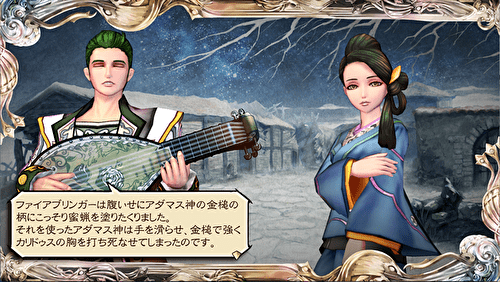 ファイアブリンガーは腹いせにアダマス神の金槌の
柄にこっそり蜜蝋を塗りたくりました。
それを使ったアダマス神は手を滑らせ、金槌で強く
カリドゥスの胸を打ち死なせてしまったのです。